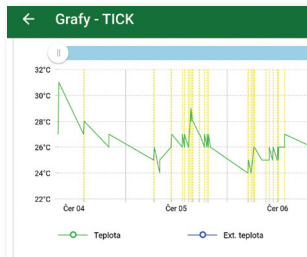 Grafy - TICK
32°C
30°C
28°C
26°C
24°C
22°C
Čer 04 Čer 05 Čer 06
Teplota Ext. teplota